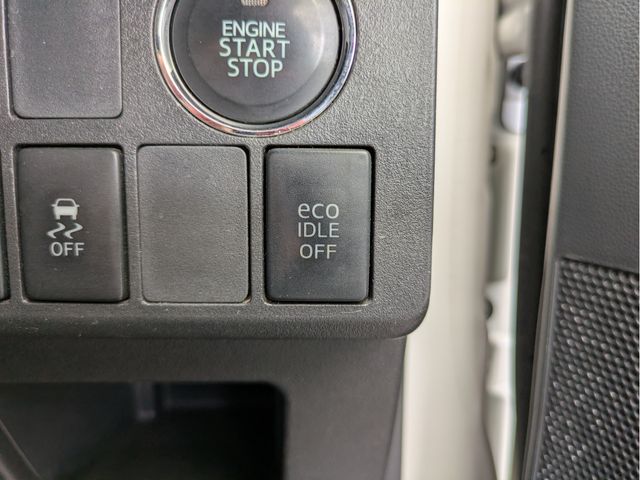 ENGINE
START
STOP
OFF
eco
IDLE
OFF